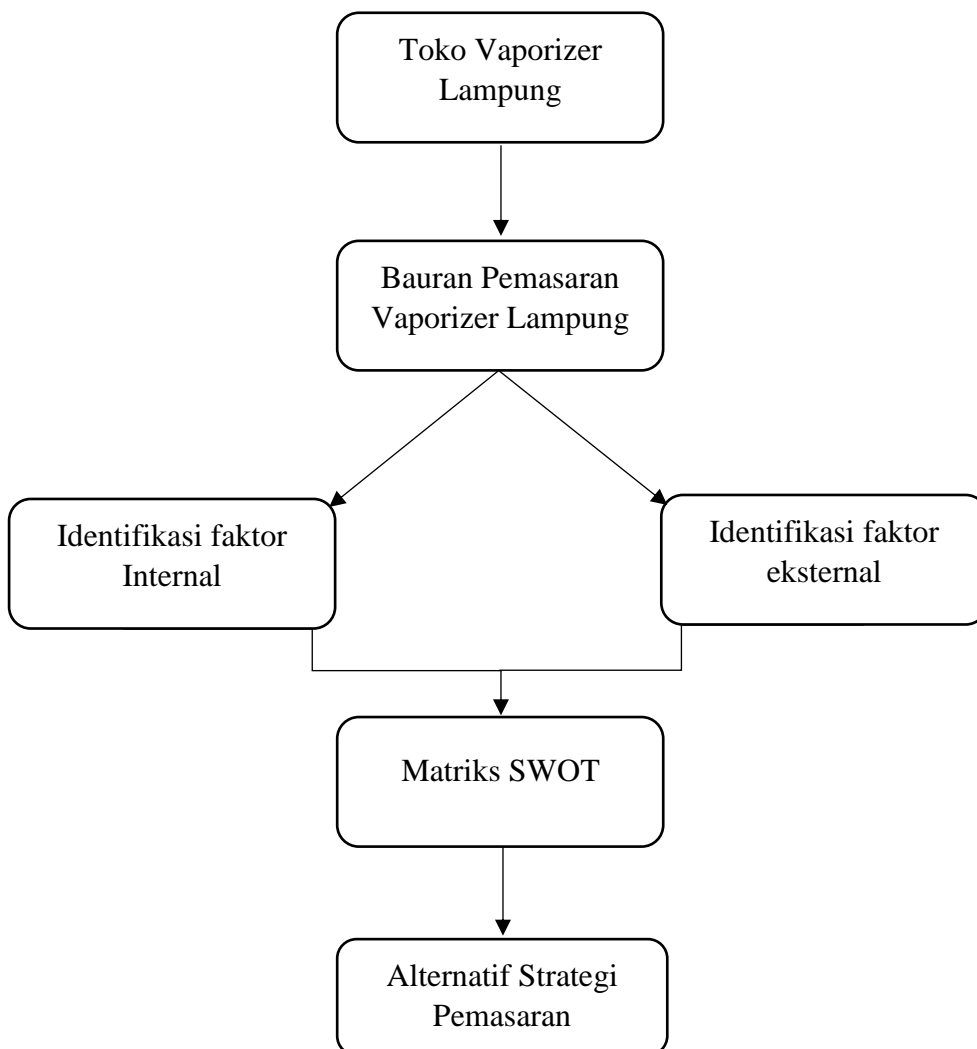 Toko Vaporizer
Lampung
Bauran Pemasaran
Vaporizer Lampung
Identifikasi faktor
Internal
Identifikasi faktor
eksternal
Matriks SWOT
Alternatif Strategi
Pemasaran